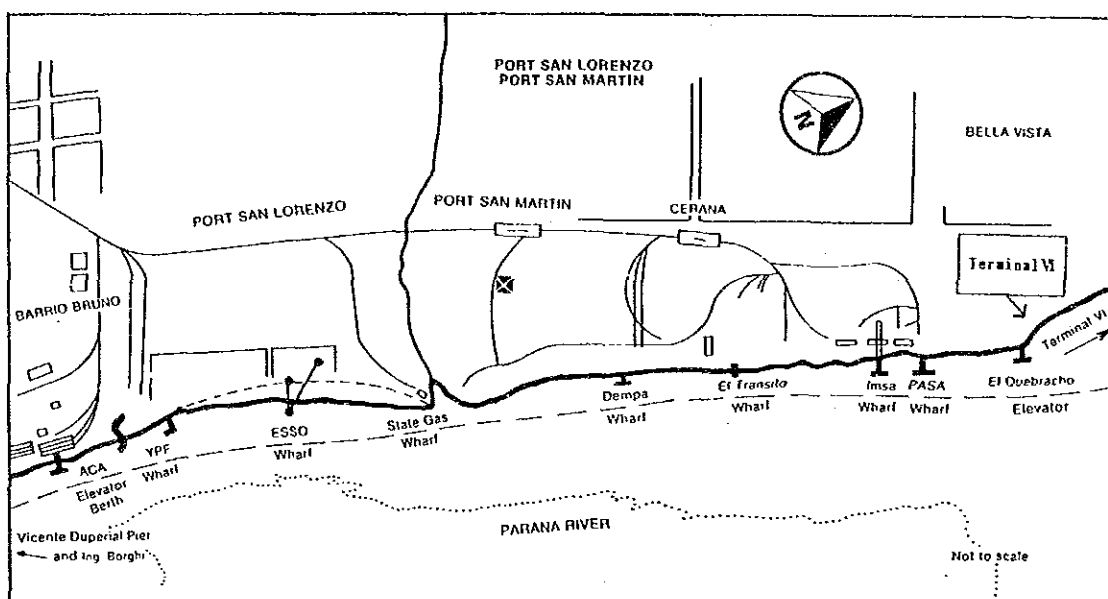 PORT SAN LORENZO
PORT SAN MARTIN
N
BELLA VISTA
PORT SAN LORENZO
PORT SAN MARTIN
CERANA
Terminal VI
BARRIO BRUNO
Terminal VI
ACA
Elevator
Berth
YPF
Wharf
ESSO
Wharf
State Gas
Wharf
Dempa
Wharf
El Transito
Wharf
Imsa
Wharf
PASA
Wharf
El Quebracho
Elevator
Vicente Duperial Pier
and Ing Borghi
PARANA RIVER
Not to scale